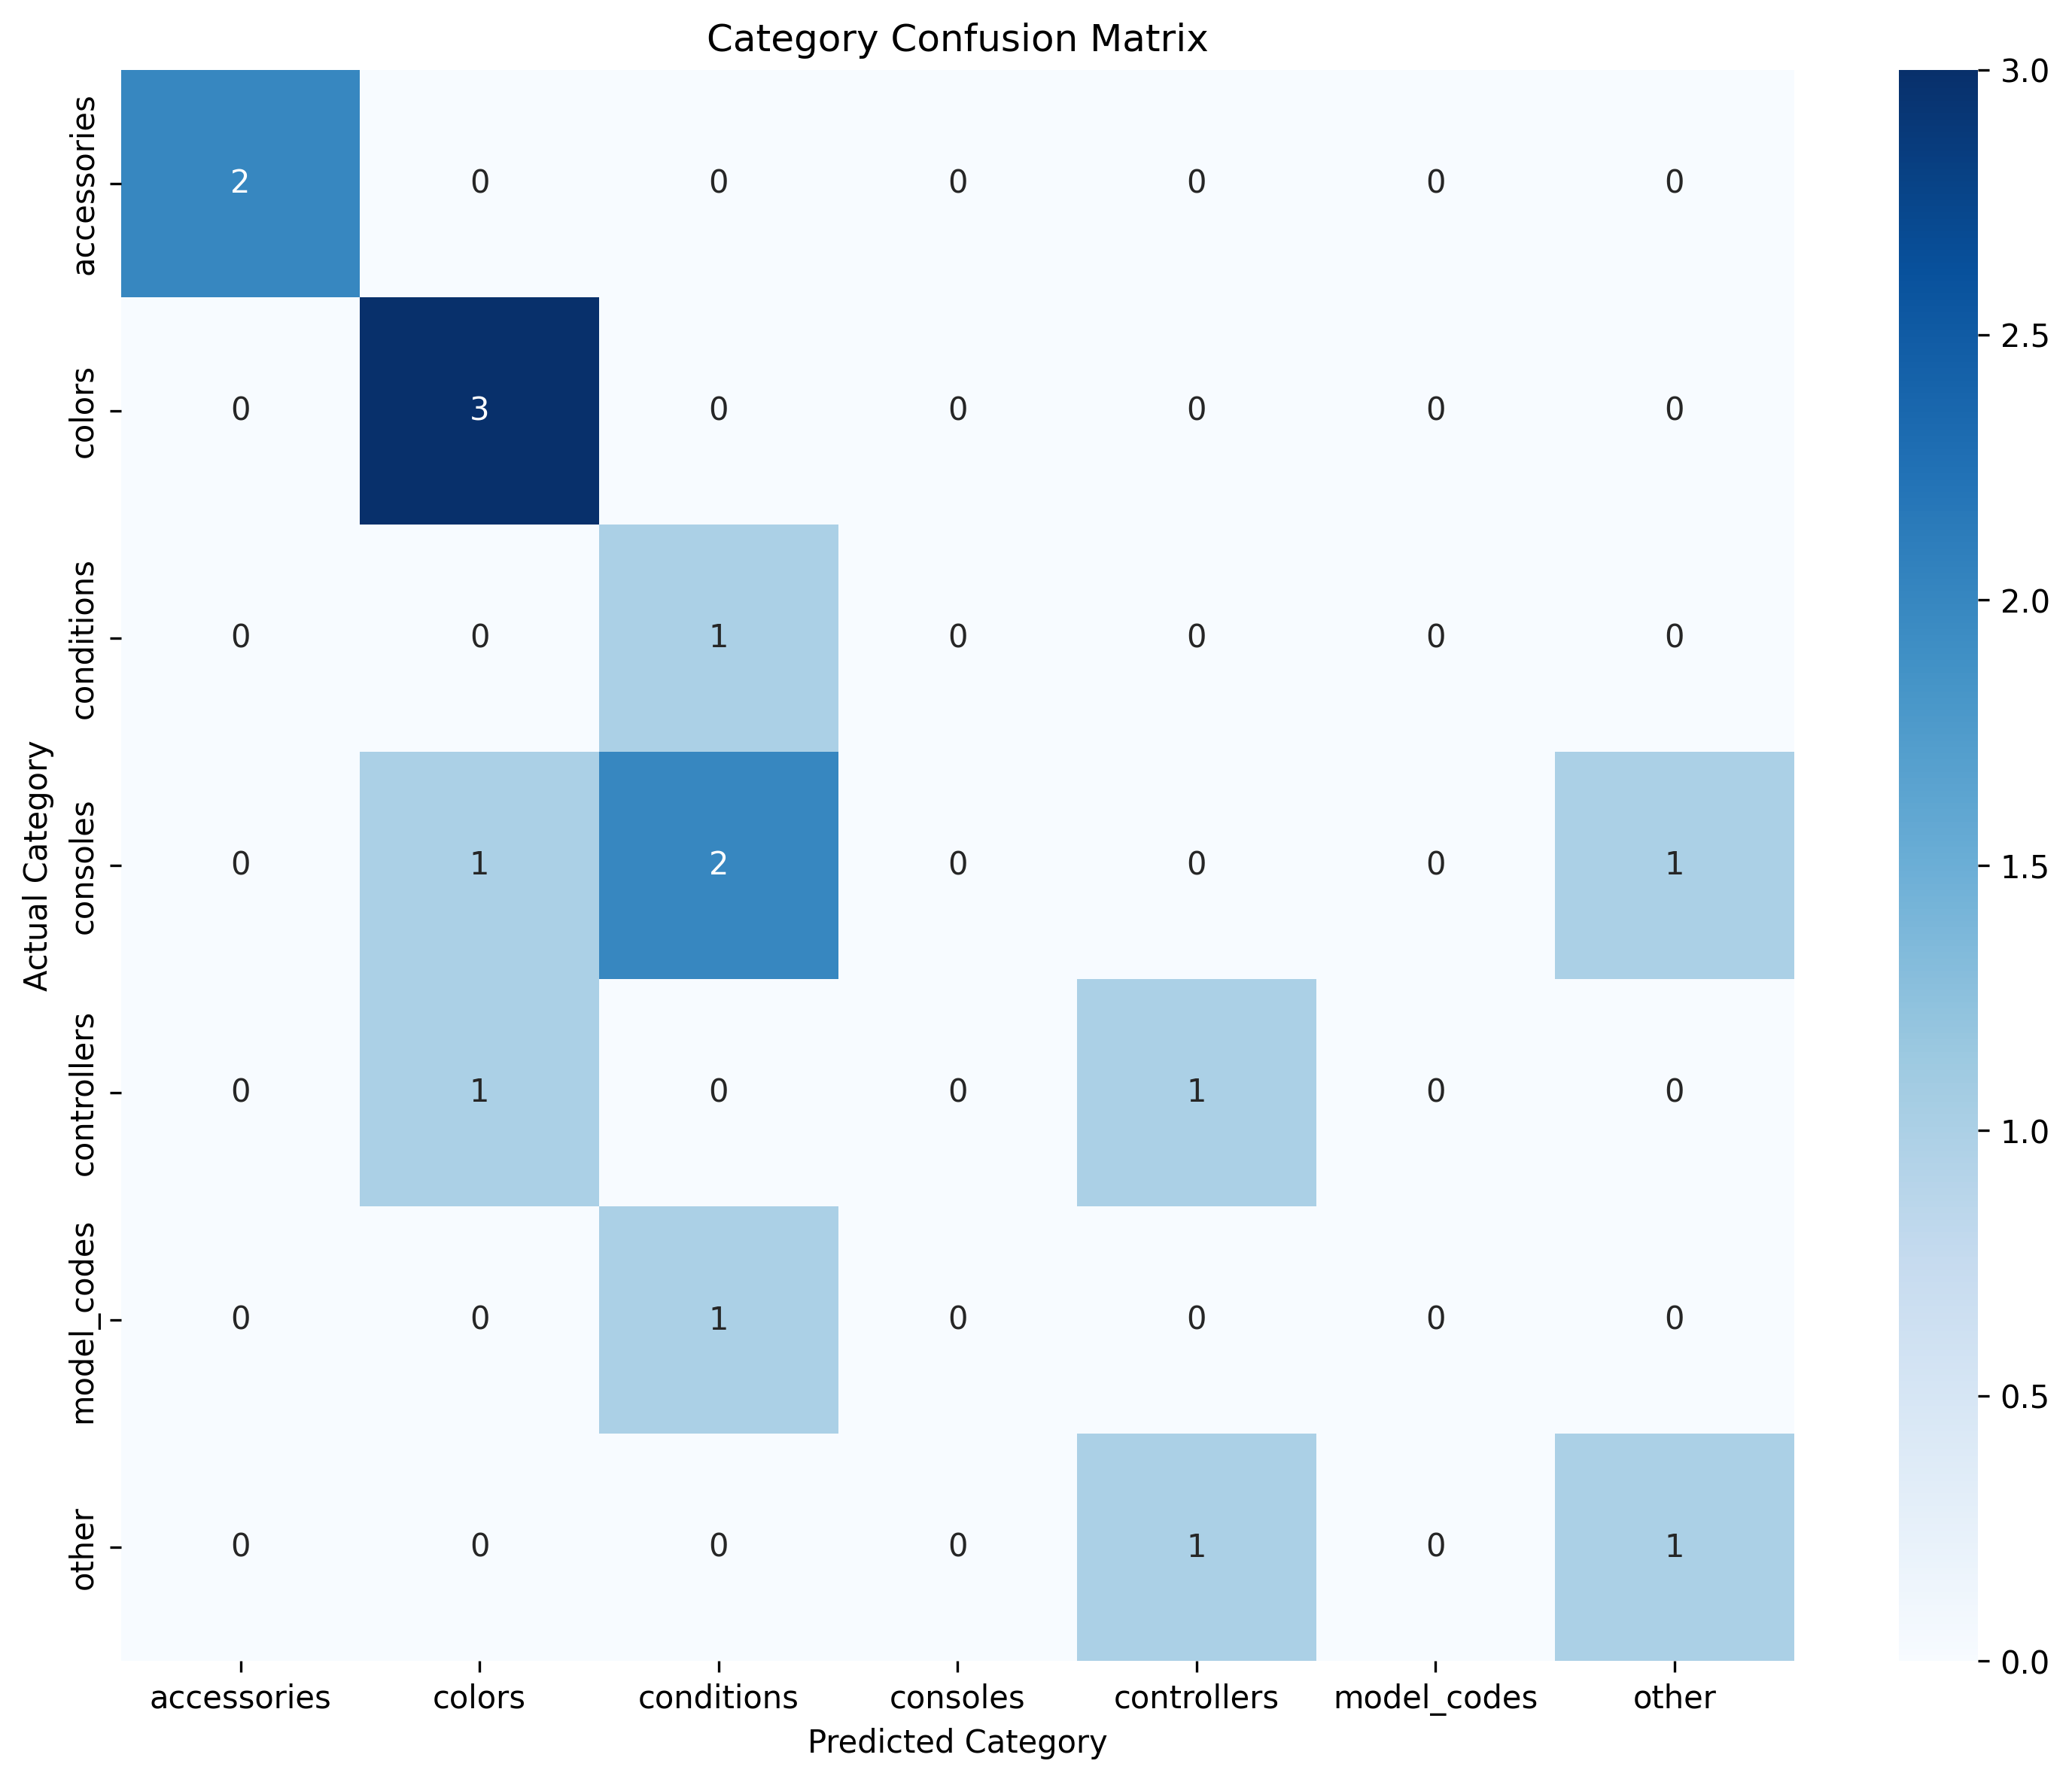 Category Confusion Matrix
accessories 2 0 0 0 0 0 0
colors 0 3 0 0 0 0 0
conditions 0 0 1 0 0 0 0
consoles 0 1 2 0 0 0 1
controllers 0 1 0 0 1 0 0
model_codes 0 0 1 0 0 0 0
other 0 0 0 0 1 0 1
Actual Category
accessories colors conditions consoles controllers model_codes other
Predicted Category
3.0
2.5
2.0
1.5
1.0
0.5
0.0